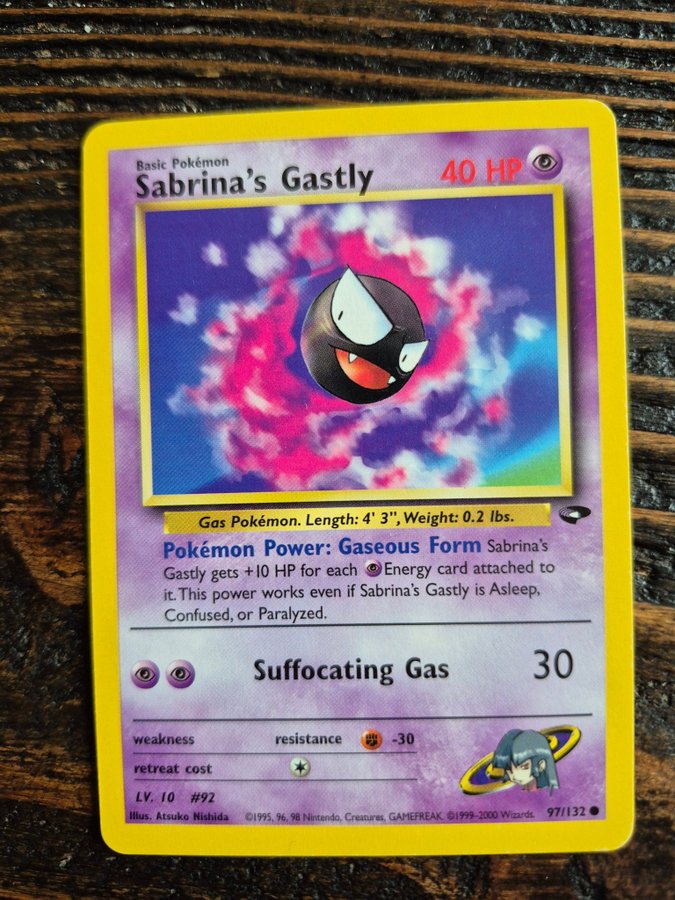 Basic Pokémon
Sabrina's Gastly 40 HP
Gas Pokémon. Length: 4' 3", Weight: 0.2 lbs.
Pokémon Power: Gaseous Form Sabrina's
Gastly gets +10 HP for each Energy card attached to
it. This power works even if Sabrina's Gastly is Asleep,
Confused, or Paralyzed.
Suffocating Gas 30
weakness resistance -30
retreat cost
LV. 10 #92
Illus. Atsuko Nishida ©1995, 96, 98 Nintendo, Creatures, GAMEFREAK. ©1999-2000 Wizards. 97/132